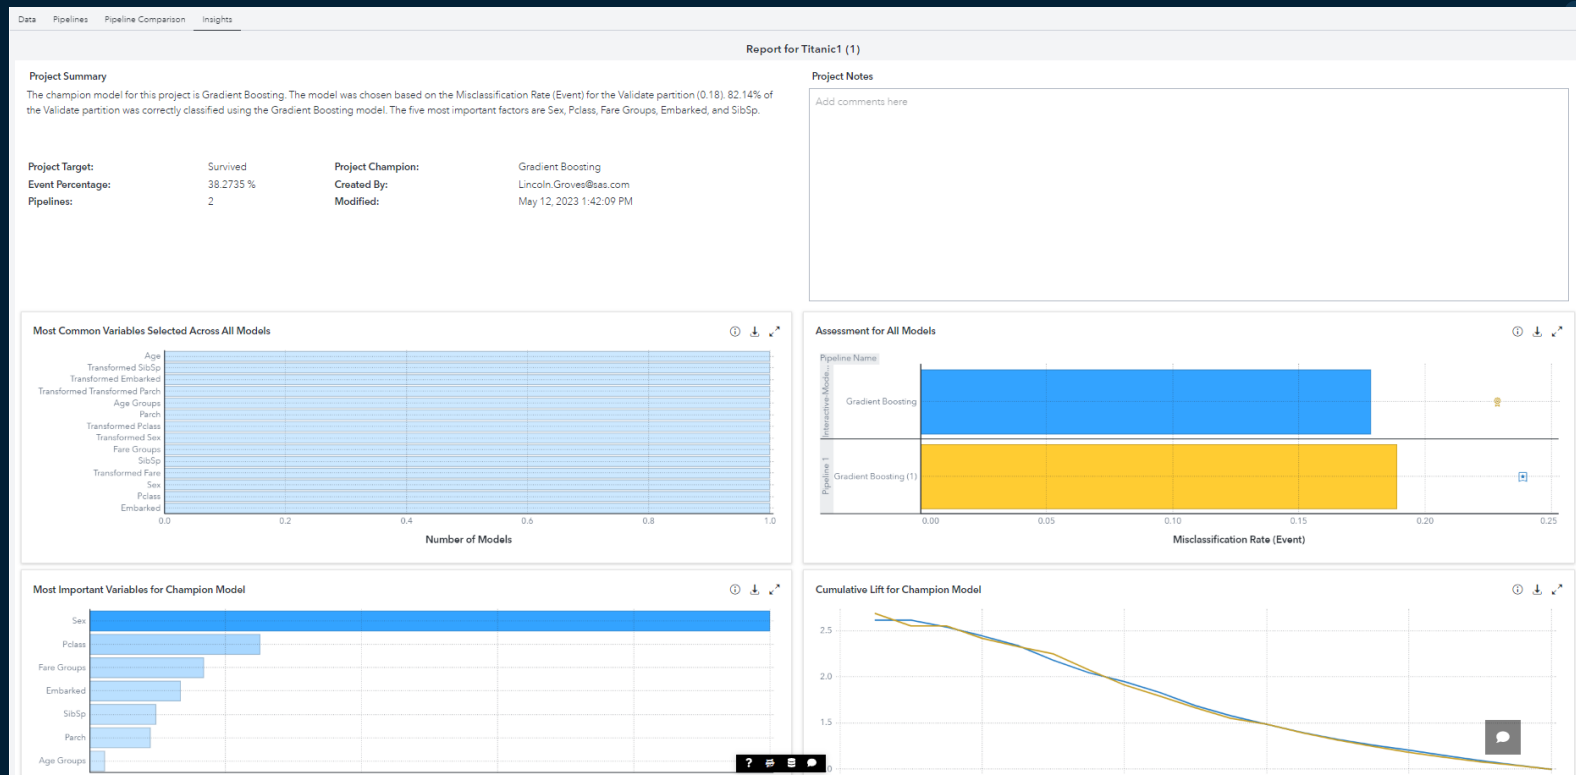 Data Pipelines Pipeline Comparison Insights
Report for Titanic1 (1)
Project Summary
The champion model for this project is Gradient Boosting. The model was chosen based on the Misclassification Rate (Event) for the Validate partition (0.18). 82.14% of
the Validate partition was correctly classified using the Gradient Boosting model. The five most important factors are Sex, Pclass, Fare Groups, Embarked, and SibSp.
Project Target: Survived Project Champion: Gradient Boosting
Event Percentage: 38.2735 % Created By: Lincoln.Groves@sas.com
Pipelines: 2 Modified: May 12, 2023 1:42:09 PM
Project Notes
Add comments here
Most Common Variables Selected Across All Models
Age
Transformed SibSp
Transformed Embarked
Transformed Transformed Parch
Age Groups
Parch
Transformed Pclass
Transformed Sex
Fare Groups
SibSp
Transformed Fare
Sex
Pclass
Embarked
0.0 0.2 0.4 0.6 0.8 1.0
Number of Models
Assessment for All Models
Pipeline Name
Interactive-Mode...
Gradient Boosting
Pipeline 1
Gradient Boosting (1)
0.00 0.05 0.10 0.15 0.20 0.25
Misclassification Rate (Event)
Most Important Variables for Champion Model
Sex
Pclass
Fare Groups
Embarked
SibSp
Parch
Age Groups
Cumulative Lift for Champion Model
2.5
2.0
1.5